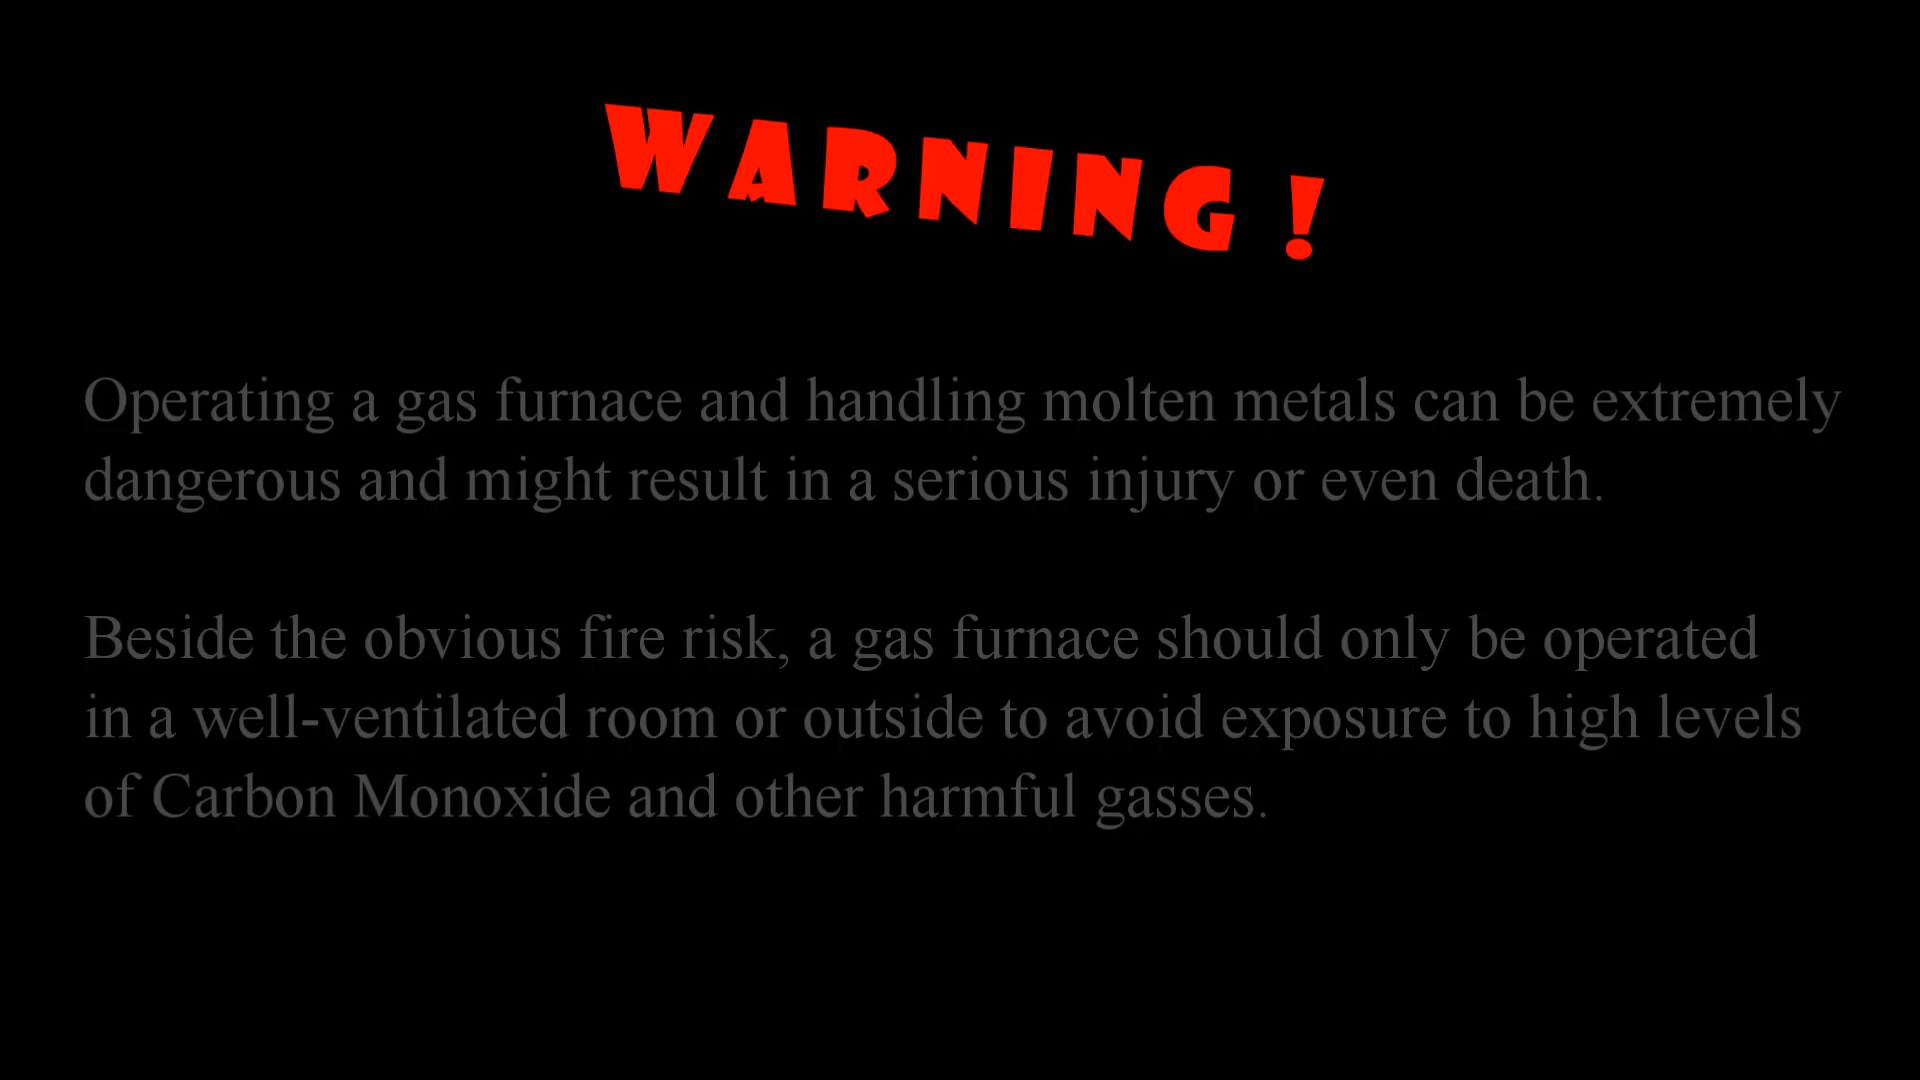 WARNING !
Operating a gas furnace and handling molten metals can be extremely
dangerous and might result in a serious injury or even death.
Beside the obvious fire risk, a gas furnace should only be operated
in a well-ventilated room or outside to avoid exposure to high levels
of Carbon Monoxide and other harmful gasses.